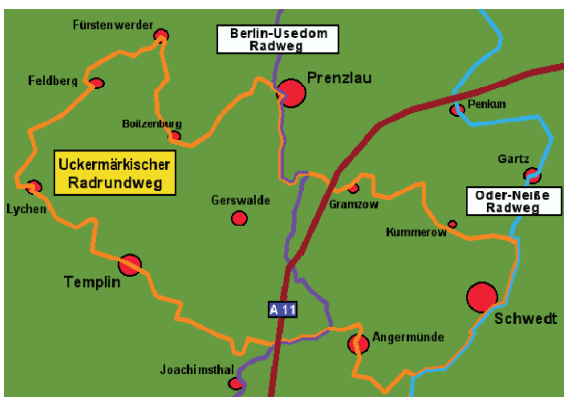 Fürstenwerder
Berlin-Usedom
Radweg
Feldberg
Prenzlau
Penkun
Boitzenburg
Uckermärkischer
Radrundweg
Gartz
Lychen
Gerswalde
Gramzow
Oder-Neiße
Radweg
Kummerow
Templin
A 11
Schwedt
Angermünde
Joachimsthal